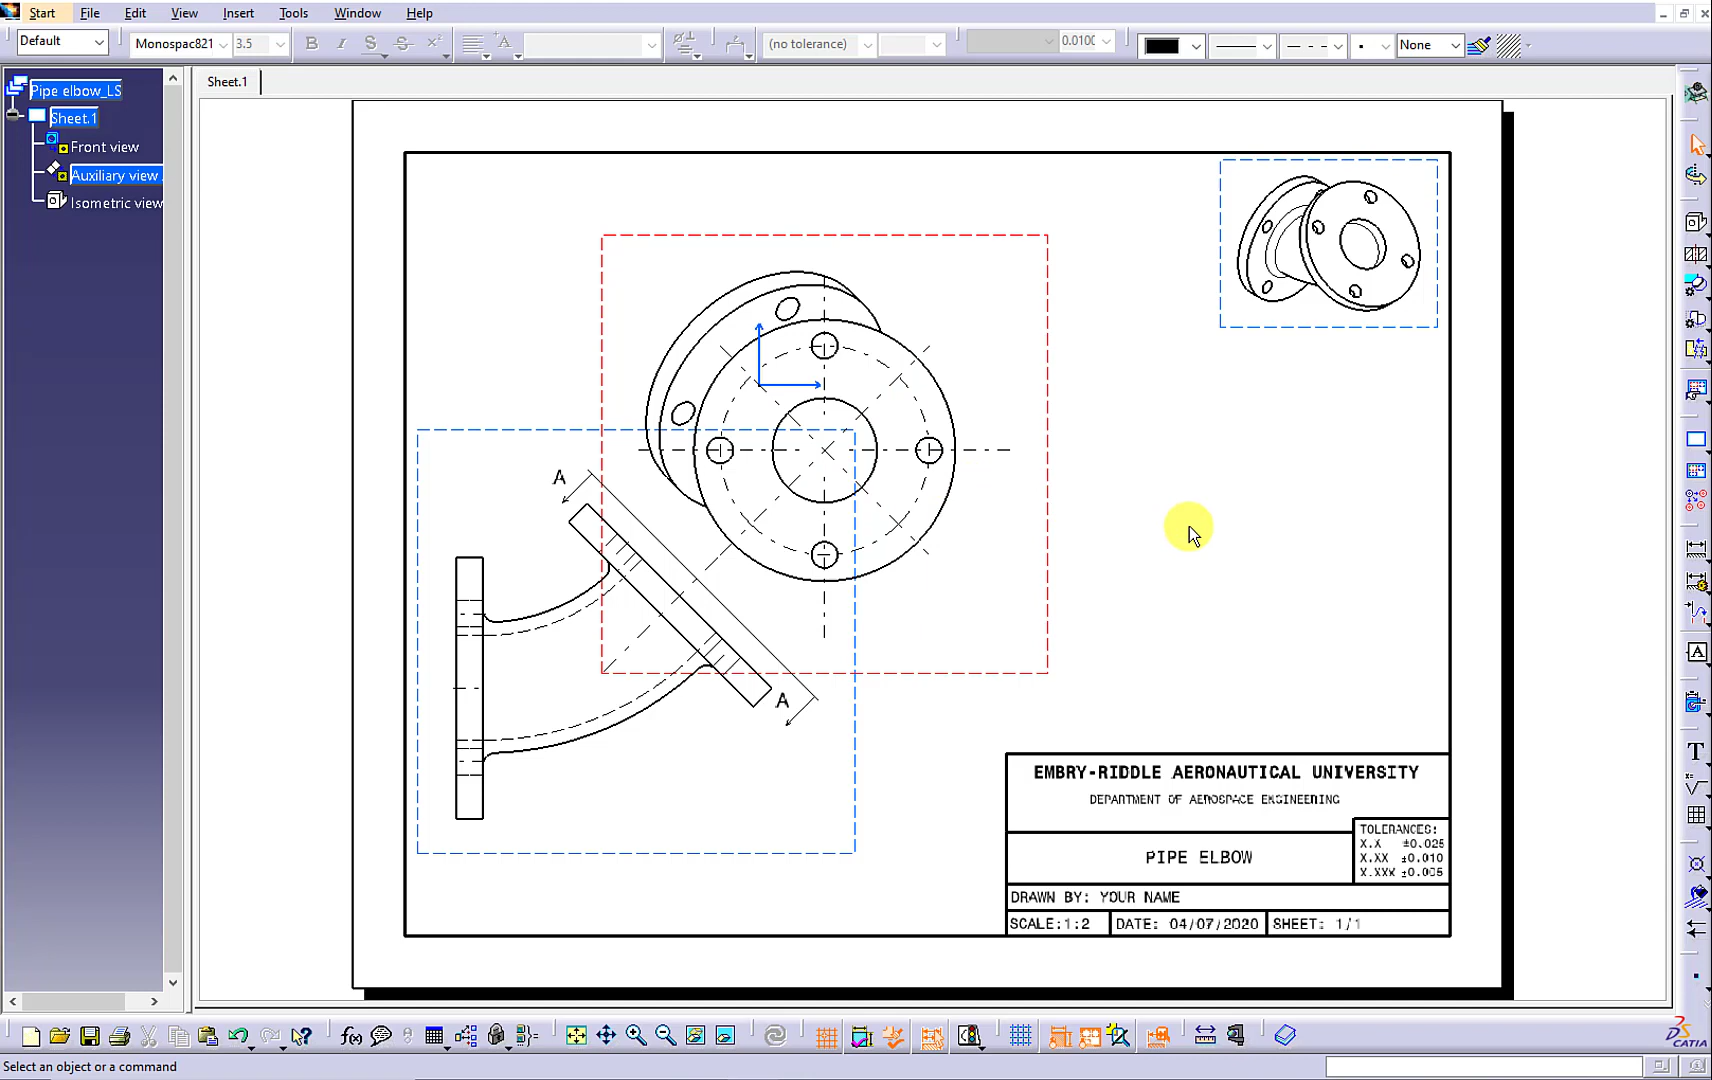 Start File Edit View Insert Tools Window Help
Default Monospac821 3.5 B I S S (no tolerance) 0.010 None
Pipe elbow_LS
Sheet.1
Front view
Auxiliary view
Isometric view
Sheet.1
A
A
EMBRY-RIDDLE AERONAUTICAL UNIVERSITY
DEPARTMENT OF AEROSPACE ENGINEERING
TOLERANCES:
X.X ±0.025
X.XX ±0.010
X.XXX ±0.005
PIPE ELBOW
DRAWN BY: YOUR NAME
SCALE:1:2 DATE: 04/07/2020 SHEET: 1/1
CATIA
Select an object or a command